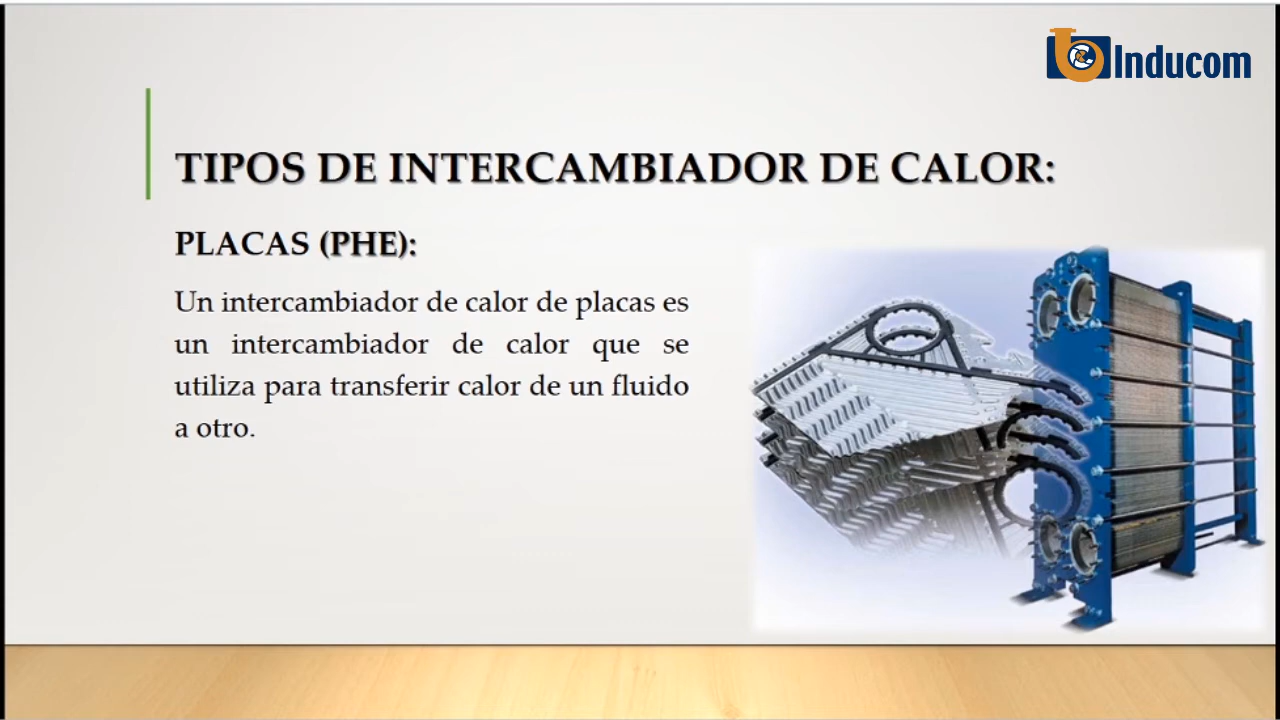 Inducom
TIPOS DE INTERCAMBIADOR DE CALOR:
PLACAS (PHE):
Un intercambiador de calor de placas es
un intercambiador de calor que se
utiliza para transferir calor de un fluido
a otro.